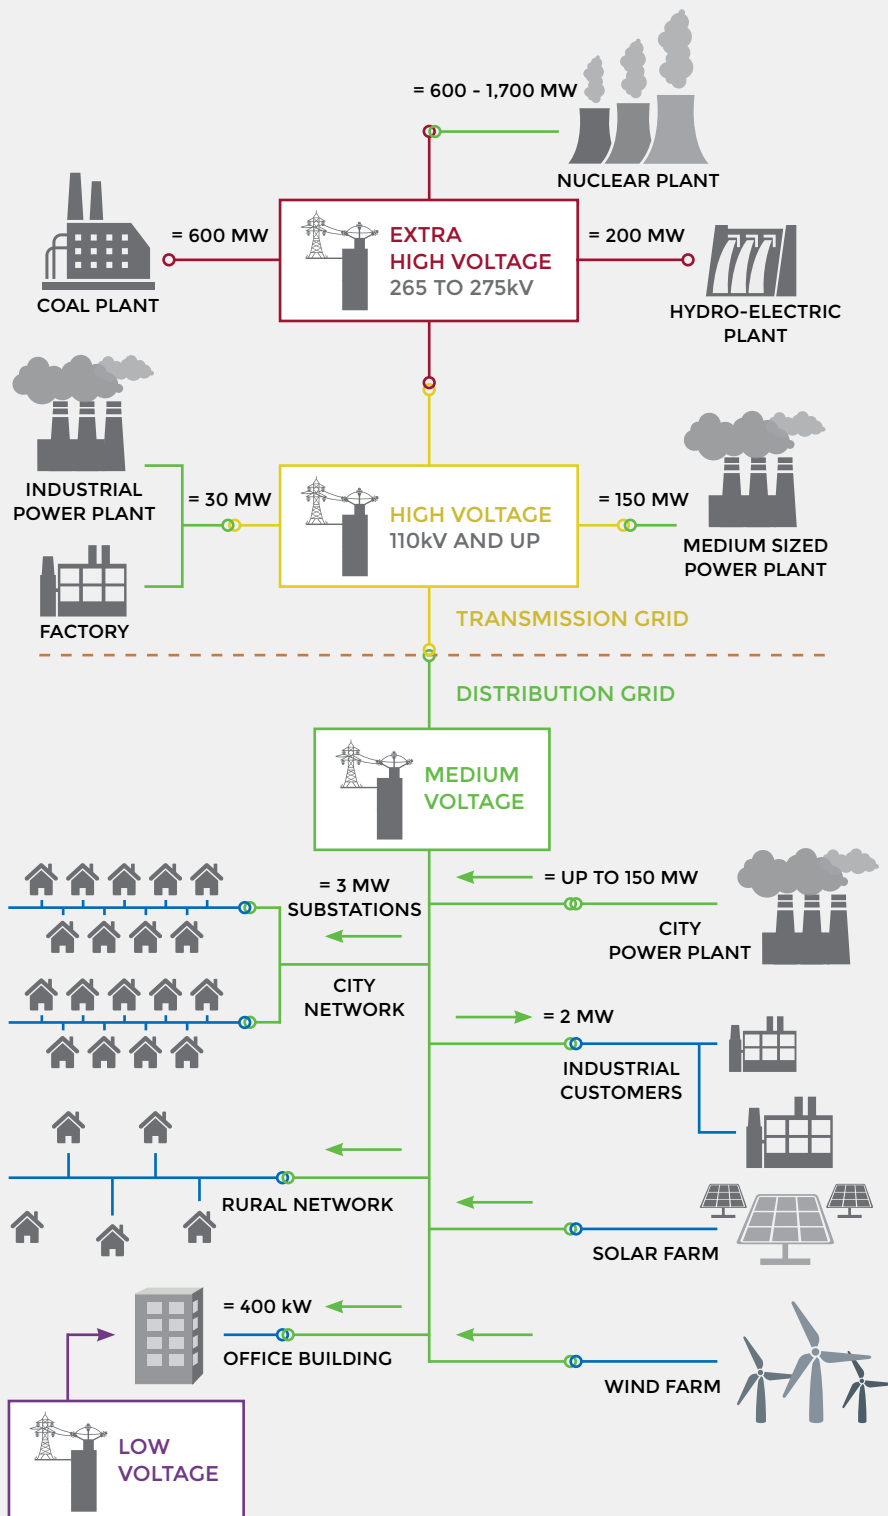 = 600 - 1,700 MW
NUCLEAR PLANT
= 600 MW
COAL PLANT
EXTRA
HIGH VOLTAGE
265 TO 275kV
= 200 MW
HYDRO-ELECTRIC
PLANT
INDUSTRIAL
POWER PLANT
= 30 MW
FACTORY
HIGH VOLTAGE
110kV AND UP
= 150 MW
MEDIUM SIZED
POWER PLANT
TRANSMISSION GRID
DISTRIBUTION GRID
MEDIUM
VOLTAGE
= 3 MW
SUBSTATIONS
CITY
NETWORK
= UP TO 150 MW
CITY
POWER PLANT
= 2 MW
INDUSTRIAL
CUSTOMERS
RURAL NETWORK
SOLAR FARM
= 400 kW
OFFICE BUILDING
WIND FARM
LOW
VOLTAGE